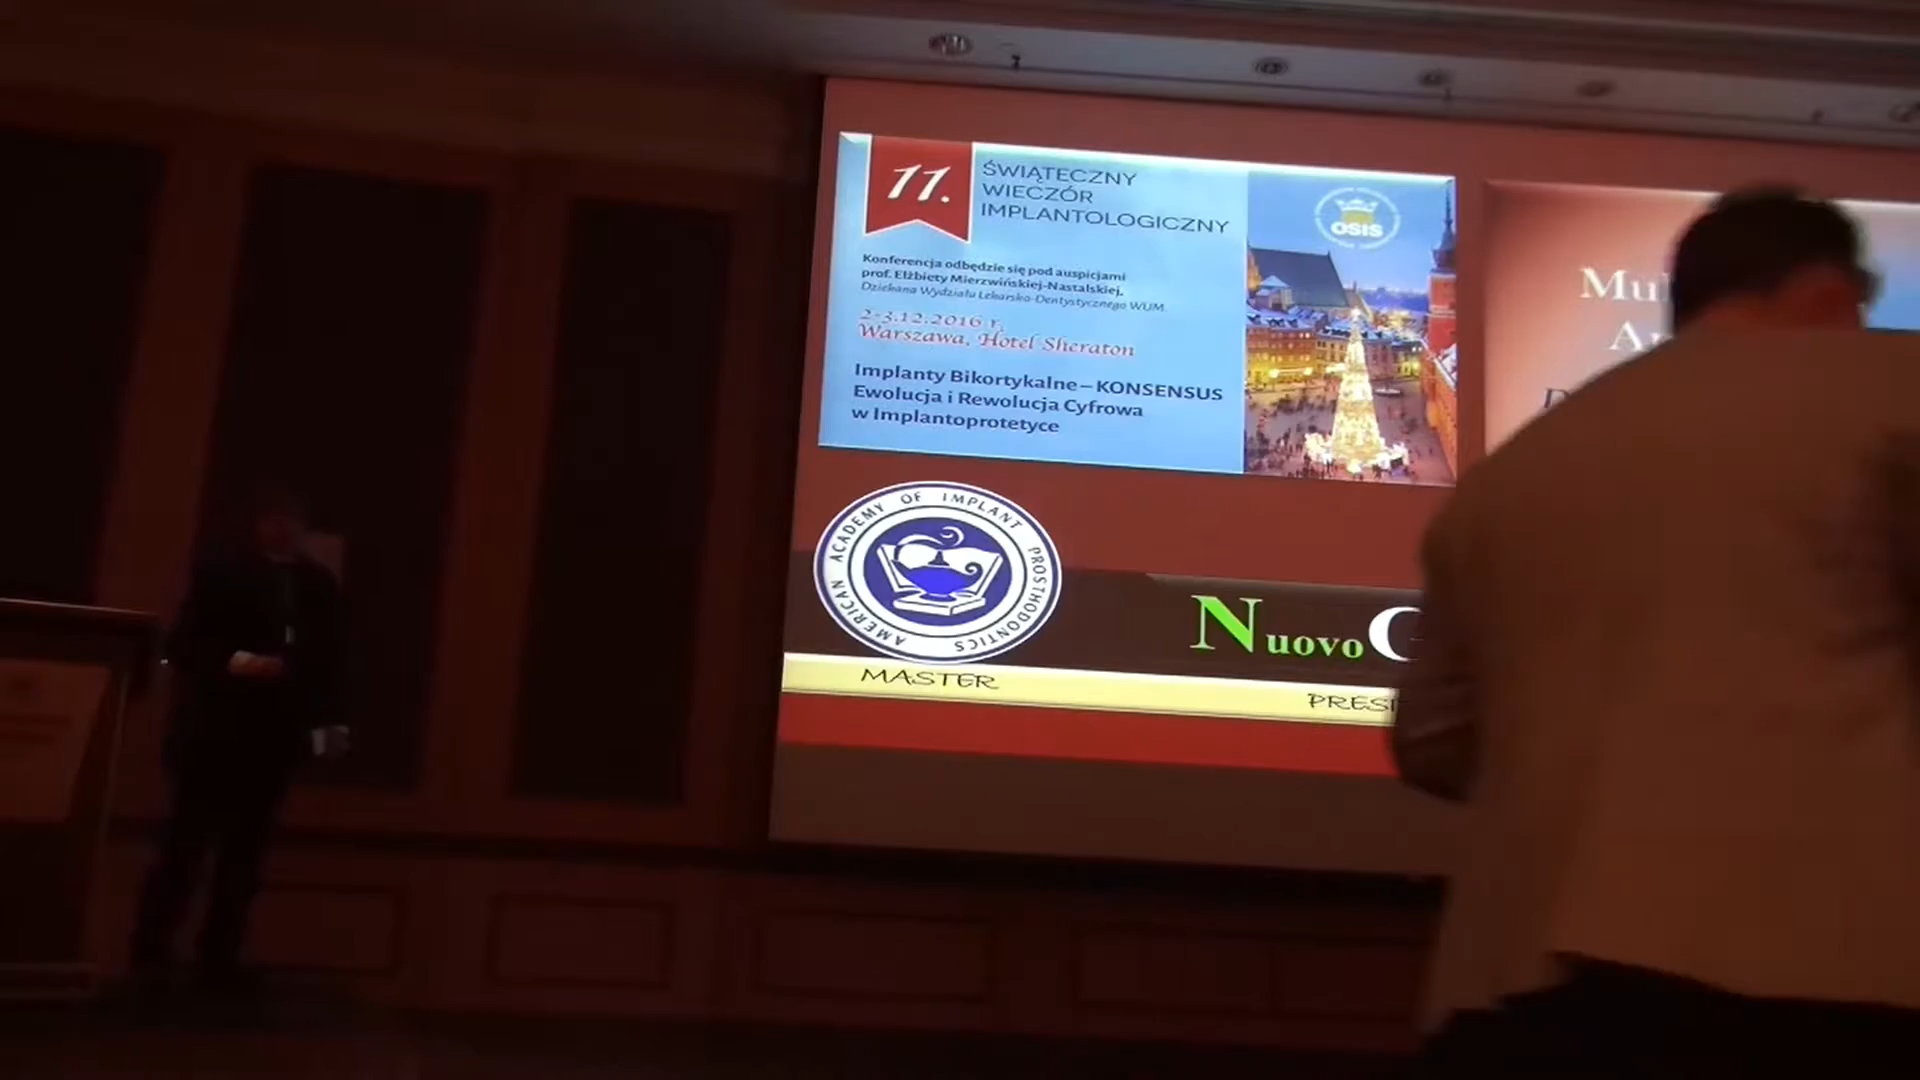 11.
ŚWIĄTECZNY
WIECZÓR
IMPLANTOLOGICZNY
OSIS
Konferencja odbędzie się pod auspicjami
prof. Elżbiety Mierzwińskiej-Nastalskiej,
Dziekana Wydziału Lekarsko-Dentystycznego WUM
2-3.12.2016 r.
Warszawa, Hotel Sheraton
Implanty Bikortykalne – KONSENSUS
Ewolucja i Rewolucja Cyfrowa
w Implantoprotetyce
AMERICAN ACADEMY OF IMPLANT PROSTHODONTICS
NUOVO
MASTER